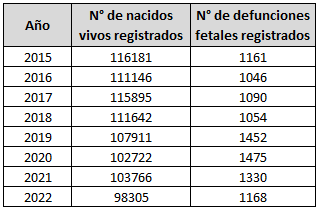 Año N° de nacidos vivos registrados N° de defunciones fetales registrados
2015 116181 1161
2016 111146 1046
2017 115895 1090
2018 111642 1054
2019 107911 1452
2020 102722 1475
2021 103766 1330
2022 98305 1168